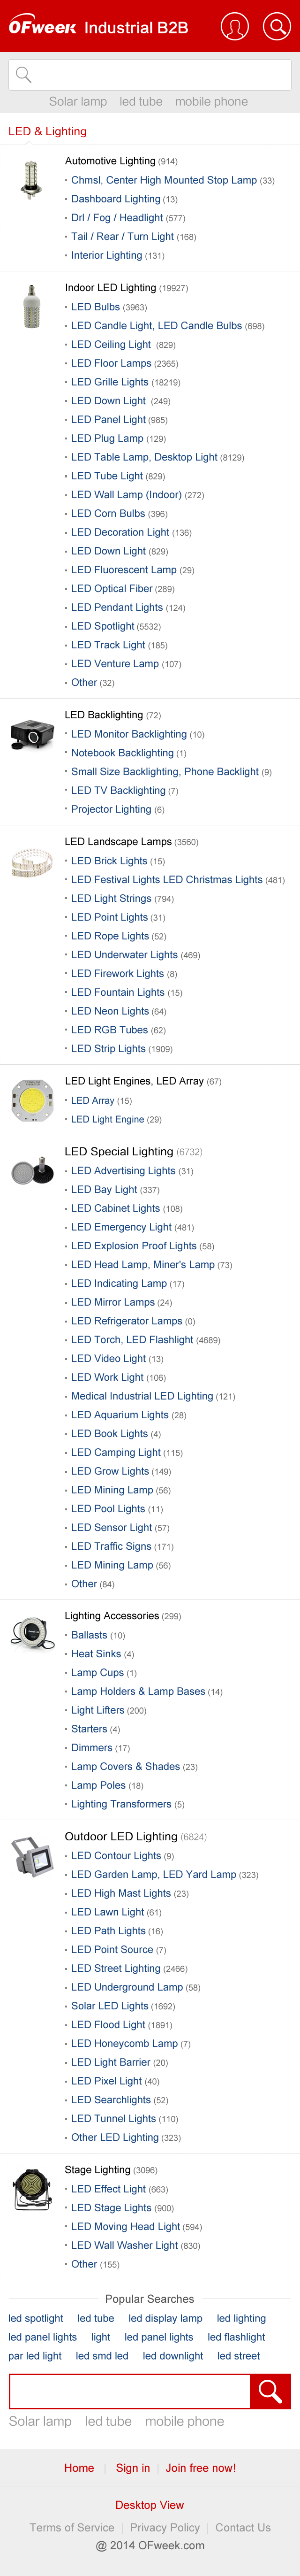 OFweek Industrial B2B
Solar lamp led tube mobile phone
LED & Lighting
Automotive Lighting (914)
Chmsl, Center High Mounted Stop Lamp (33)
Dashboard Lighting (13)
Drl / Fog / Headlight (577)
Tail / Rear / Turn Light (168)
Interior Lighting (131)
Indoor LED Lighting (19927)
LED Bulbs (3963)
LED Candle Light, LED Candle Bulbs (698)
LED Ceiling Light (829)
LED Floor Lamps (2365)
LED Grille Lights (18219)
LED Down Light (249)
LED Panel Light (985)
LED Plug Lamp (129)
LED Table Lamp, Desktop Light (8129)
LED Tube Light (829)
LED Wall Lamp (Indoor) (272)
LED Corn Bulbs (396)
LED Decoration Light (136)
LED Down Light (829)
LED Fluorescent Lamp (29)
LED Optical Fiber (289)
LED Pendant Lights (124)
LED Spotlight (5532)
LED Track Light (185)
LED Venture Lamp (107)
Other (32)
LED Backlighting (72)
LED Monitor Backlighting (10)
Notebook Backlighting (1)
Small Size Backlighting, Phone Backlight (9)
LED TV Backlighting (7)
Projector Lighting (6)
LED Landscape Lamps (3560)
LED Brick Lights (15)
LED Festival Lights LED Christmas Lights (481)
LED Light Strings (794)
LED Point Lights (31)
LED Rope Lights (52)
LED Underwater Lights (469)
LED Firework Lights (8)
LED Fountain Lights (15)
LED Neon Lights (64)
LED RGB Tubes (62)
LED Strip Lights (1909)
LED Light Engines, LED Array (67)
LED Array (15)
LED Light Engine (29)
LED Special Lighting (6732)
LED Advertising Lights (31)
LED Bay Light (337)
LED Cabinet Lights (108)
LED Emergency Light (481)
LED Explosion Proof Lights (58)
LED Head Lamp, Miner's Lamp (73)
LED Indicating Lamp (17)
LED Mirror Lamps (24)
LED Refrigerator Lamps (0)
LED Torch, LED Flashlight (4689)
LED Video Light (13)
LED Work Light (106)
Medical Industrial LED Lighting (121)
LED Aquarium Lights (28)
LED Book Lights (4)
LED Camping Light (115)
LED Grow Lights (149)
LED Mining Lamp (56)
LED Pool Lights (11)
LED Sensor Light (57)
LED Traffic Signs (171)
LED Mining Lamp (56)
Other (84)
Lighting Accessories (299)
Ballasts (10)
Heat Sinks (4)
Lamp Cups (1)
Lamp Holders & Lamp Bases (14)
Light Lifters (200)
Starters (4)
Dimmers (17)
Lamp Covers & Shades (23)
Lamp Poles (18)
Lighting Transformers (5)
Outdoor LED Lighting (6824)
LED Contour Lights (9)
LED Garden Lamp, LED Yard Lamp (323)
LED High Mast Lights (23)
LED Lawn Light (61)
LED Path Lights (16)
LED Point Source (7)
LED Street Lighting (2466)
LED Underground Lamp (58)
Solar LED Lights (1692)
LED Flood Light (1891)
LED Honeycomb Lamp (7)
LED Light Barrier (20)
LED Pixel Light (40)
LED Searchlights (52)
LED Tunnel Lights (110)
Other LED Lighting (323)
Stage Lighting (3096)
LED Effect Light (663)
LED Stage Lights (900)
LED Moving Head Light (594)
LED Wall Washer Light (830)
Other (155)
Popular Searches
led spotlight led tube led display lamp led lighting
led panel lights light led panel lights led flashlight
par led light led smd led led downlight led street
Solar lamp led tube mobile phone
Home | Sign in | Join free now!
Desktop View
Terms of Service | Privacy Policy | Contact Us
@ 2014 OFweek.com